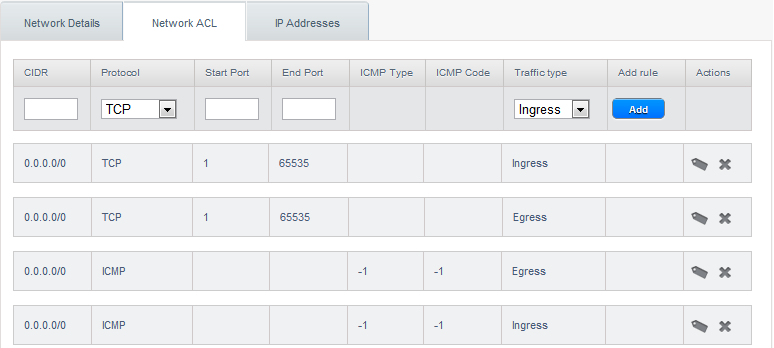 Network Details Network ACL IP Addresses
CIDR Protocol Start Port End Port ICMP Type ICMP Code Traffic type Add rule Actions
TCP Ingress Add
0.0.0.0/0 TCP 1 65535 Ingress
0.0.0.0/0 TCP 1 65535 Egress
0.0.0.0/0 ICMP -1 -1 Egress
0.0.0.0/0 ICMP -1 -1 Ingress